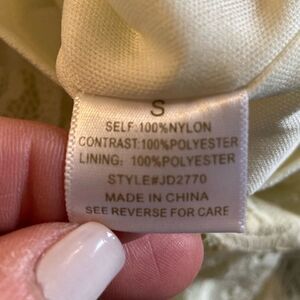 S
SELF:100%NYLON
CONTRAST:100%POLYESTER
LINING: 100%POLYESTER
STYLE#JD2770
MADE IN CHINA
SEE REVERSE FOR CARE